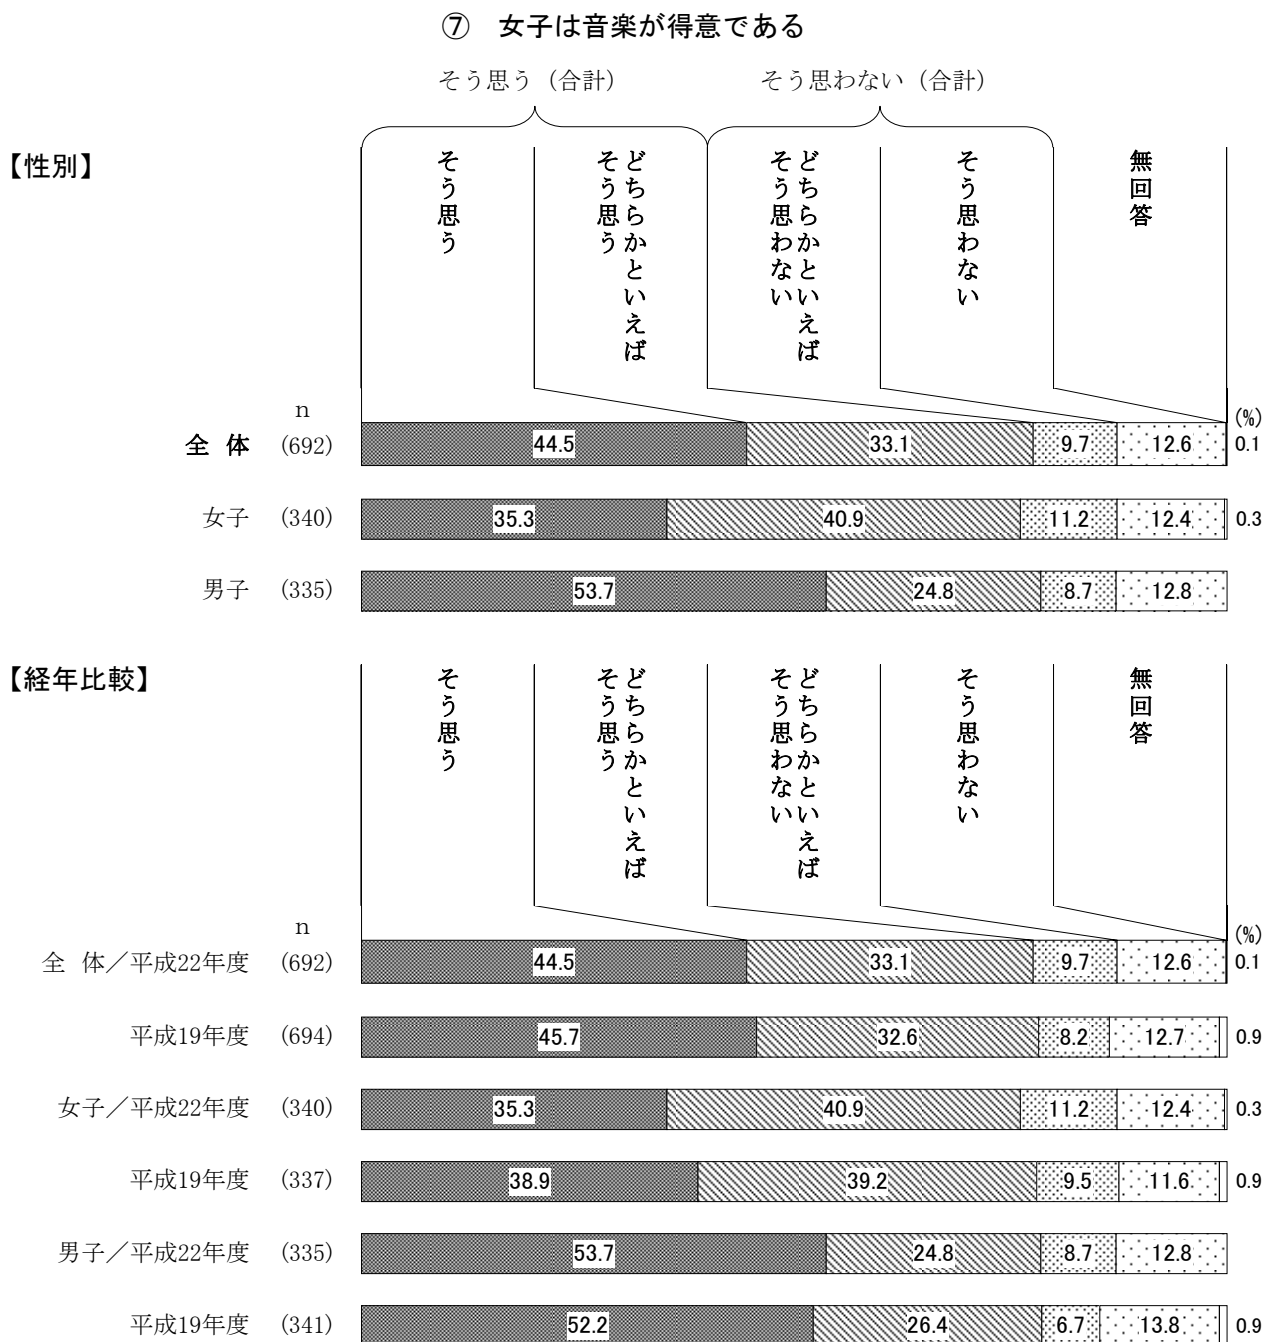 ⑦　女子は音楽が得意である
そう思う（合計）　そう思わない（合計）
【性別】
そう思う
どちらかといえば
そう思う
どちらかといえば
そう思わない
そう思わない
無回答
n
(%)
全 体 (692) 44.5 33.1 9.7 12.6 0.1
女子 (340) 35.3 40.9 11.2 12.4 0.3
男子 (335) 53.7 24.8 8.7 12.8
【経年比較】
そう思う
どちらかといえば
そう思う
どちらかといえば
そう思わない
そう思わない
無回答
n
(%)
全 体／平成22年度 (692) 44.5 33.1 9.7 12.6 0.1
平成19年度 (694) 45.7 32.6 8.2 12.7 0.9
女子／平成22年度 (340) 35.3 40.9 11.2 12.4 0.3
平成19年度 (337) 38.9 39.2 9.5 11.6 0.9
男子／平成22年度 (335) 53.7 24.8 8.7 12.8
平成19年度 (341) 52.2 26.4 6.7 13.8 0.9